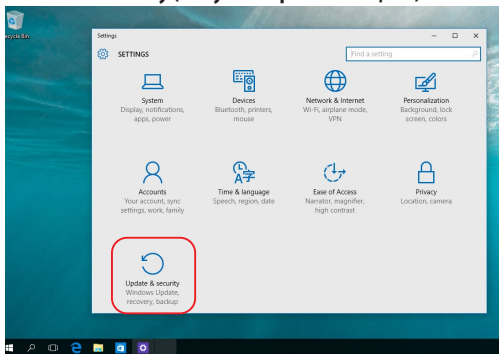 Recycle Bin
Settings
SETTINGS
Find a setting
System
Display, notifications,
apps, power
Devices
Bluetooth, printers,
mouse
Network & Internet
Wi-Fi, airplane mode,
VPN
Personalization
Background, lock
screen, colors
Accounts
Your account, sync
settings, work, family
Time & language
Speech, region, date
Ease of Access
Narrator, magnifier,
high contrast
Privacy
Location, camera
Update & security
Windows Update,
recovery, backup